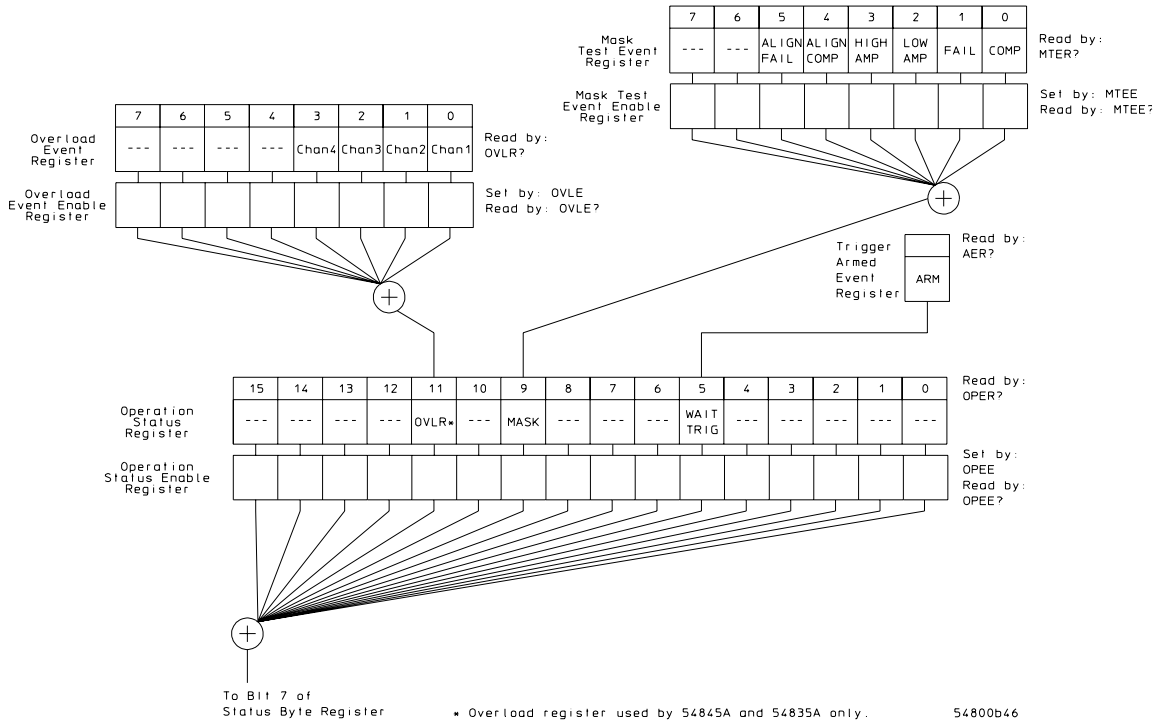 7 6 5 4 3 2 1 0
Mask
Test Event
Register
--- --- ALIGN FAIL ALIGN COMP HIGH AMP LOW AMP FAIL COMP
Read by:
MTER?
Mask Test
Event Enable
Register
Set by: MTEE
Read by: MTEE?
7 6 5 4 3 2 1 0
Overload
Event
Register
--- --- --- --- Chan4 Chan3 Chan2 Chan1
Read by:
OVLR?
Overload
Event Enable
Register
Set by: OVLE
Read by: OVLE?
+
+
Trigger
Armed
Event
Register
ARM
Read by:
AER?
15 14 13 12 11 10 9 8 7 6 5 4 3 2 1 0
Operation
Status
Register
--- --- --- --- OVLR* --- MASK --- --- --- WAIT TRIG --- --- --- --- ---
Read by:
OPER?
Operation
Status Enable
Register
Set by:
OPEE
Read by:
OPEE?
+
To Bit 7 of
Status Byte Register
* Overload register used by 54845A and 54835A only.
54800b46